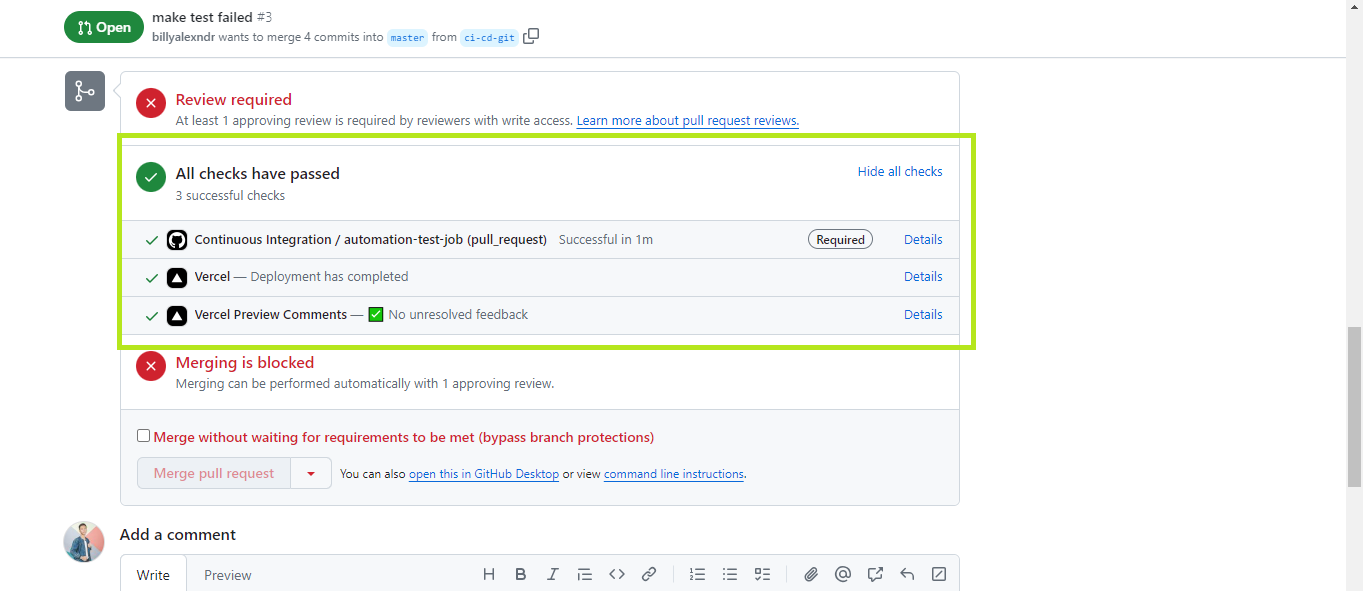 Open
make test failed #3
billyalexndr wants to merge 4 commits into master from ci-cd-git
Review required
At least 1 approving review is required by reviewers with write access. Learn more about pull request reviews.
All checks have passed
Hide all checks
3 successful checks
Continuous Integration / automation-test-job (pull_request) Successful in 1m Required Details
Vercel — Deployment has completed Details
Vercel Preview Comments — ✅ No unresolved feedback Details
Merging is blocked
Merging can be performed automatically with 1 approving review.
Merge without waiting for requirements to be met (bypass branch protections)
Merge pull request You can also open this in GitHub Desktop or view command line instructions.
Add a comment
Write Preview